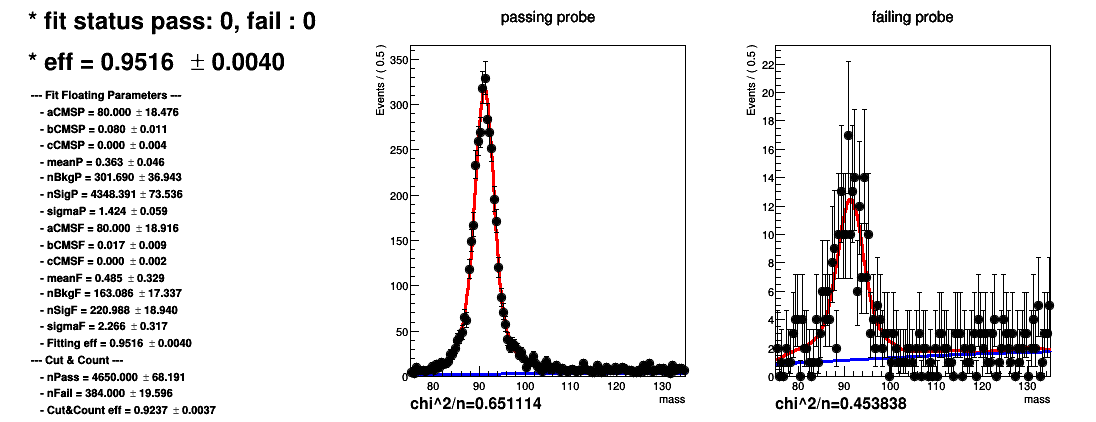 * fit status pass: 0, fail : 0
* eff = 0.9516 ± 0.0040
--- Fit Floating Parameters ---
- aCMSP = 80.000 ± 18.476
- bCMSP = 0.080 ± 0.011
- cCMSP = 0.000 ± 0.004
- meanP = 0.363 ± 0.046
- nBkgP = 301.690 ± 36.943
- nSigP = 4348.391 ± 73.536
- sigmaP = 1.424 ± 0.059
- aCMSF = 80.000 ± 18.916
- bCMSF = 0.017 ± 0.009
- cCMSF = 0.000 ± 0.002
- meanF = 0.485 ± 0.329
- nBkgF = 163.086 ± 17.337
- nSigF = 220.988 ± 18.940
- sigmaF = 2.266 ± 0.317
- Fitting eff = 0.9516 ± 0.0040
--- Cut & Count ---
- nPass = 4650.000 ± 68.191
- nFail = 384.000 ± 19.596
- Cut&Count eff = 0.9237 ± 0.0037
passing probe
Events / ( 0.5 )
350
300
250
200
150
100
50
0
80 90 100 110 120 130
mass
chi^2/n=0.651114
failing probe
Events / ( 0.5 )
22
20
18
16
14
12
10
8
6
4
2
0
80 90 100 110 120 130
mass
chi^2/n=0.453838